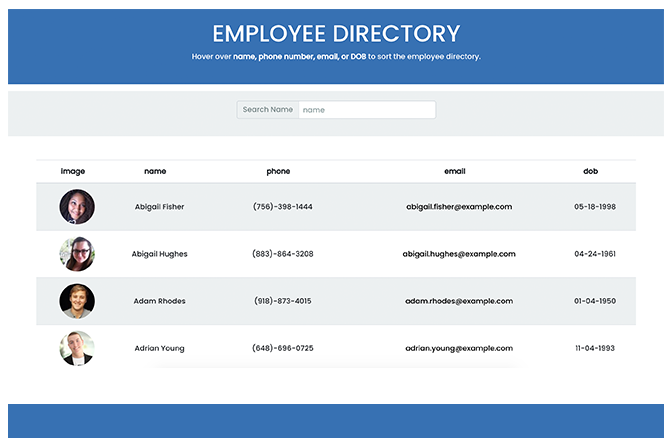 EMPLOYEE DIRECTORY
Hover over name, phone number, email, or DOB to sort the employee directory.
Search Name name
Image name phone email dob
Abigail Fisher (756)-398-1444 abigail.fisher@example.com 05-18-1998
Abigail Hughes (883)-864-3208 abigail.hughes@example.com 04-24-1961
Adam Rhodes (918)-873-4015 adam.rhodes@example.com 01-04-1950
Adrian Young (648)-696-0725 adrian.young@example.com 11-04-1993